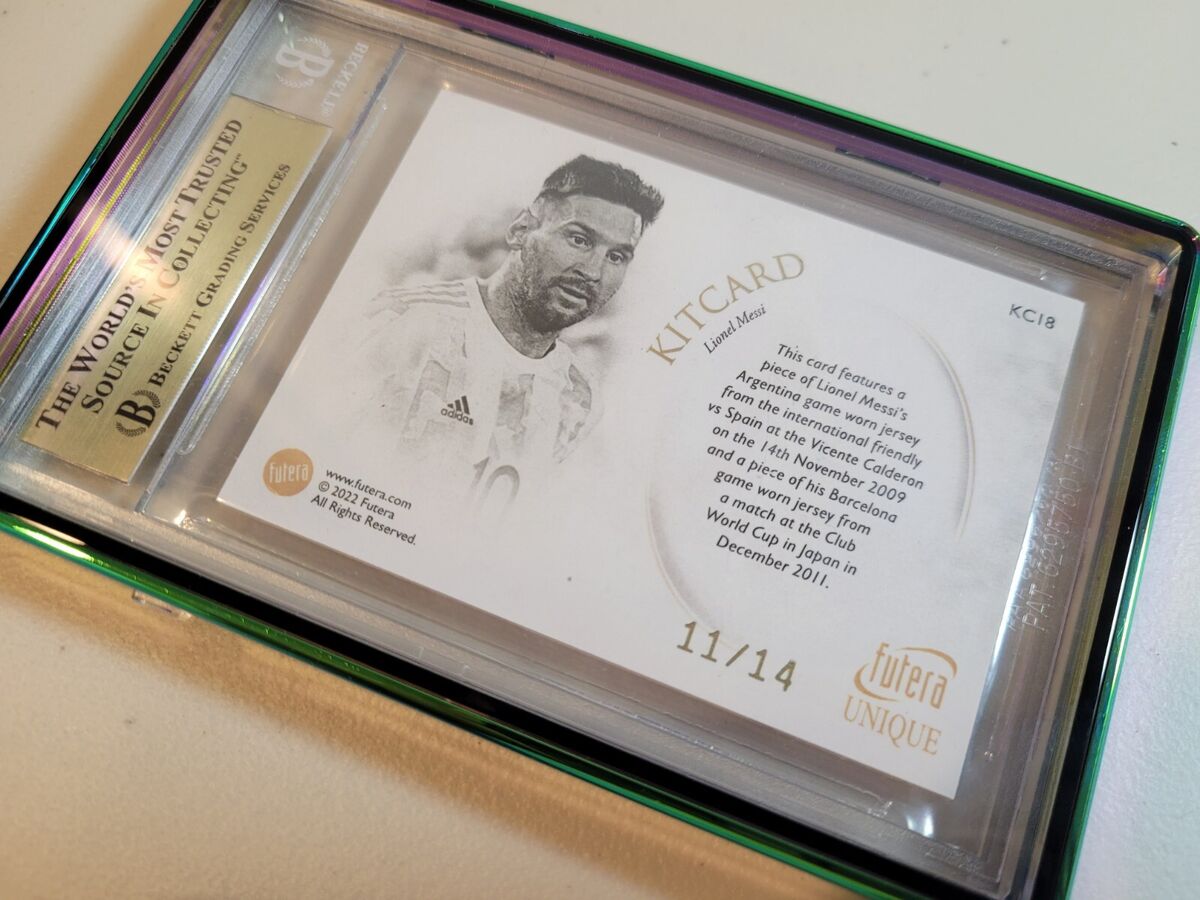 BECKETT
THE WORLD'S MOST TRUSTED
SOURCE IN COLLECTING"
B BECKETT GRADING SERVICES
KITCARD
Lionel Messi
KC18
This card features a
piece of Lionel Messi's
Argentina game worn jersey
from the international friendly
vs Spain at the Vicente Calderon
on the 14th November 2009
and a piece of his Barcelona
game worn jersey from
a match at the Club
World Cup in Japan in
December 2011.
adidas
10
futera
www.futera.com
© 2022 Futera
All Rights Reserved.
11/14
futera
UNIQUE